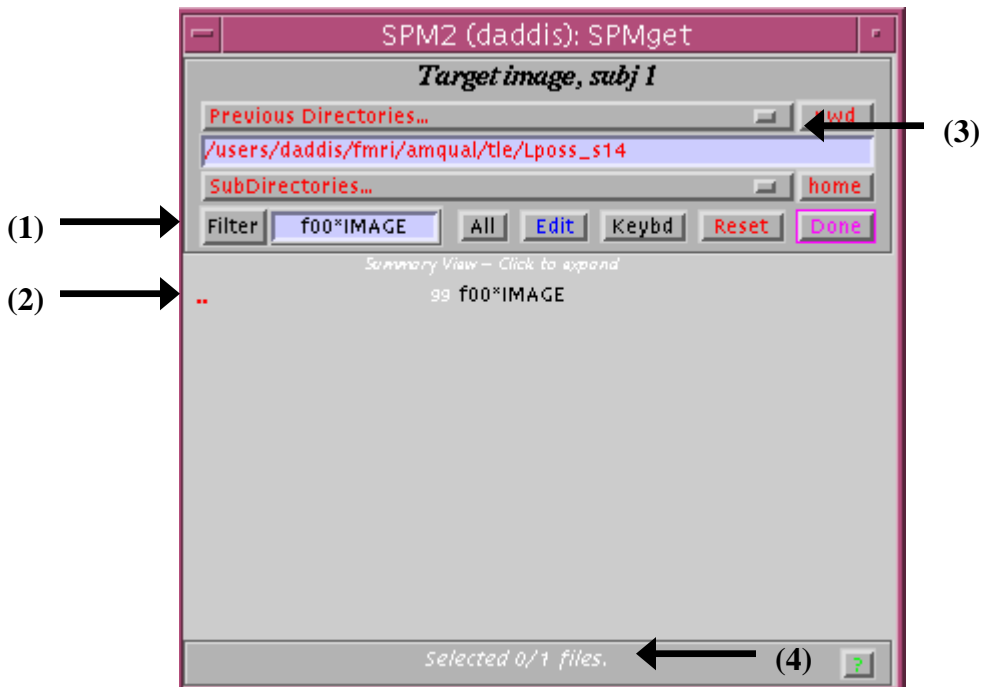 SPM2 (daddis): SPMget
Target image, subj 1
Previous Directories...
(3)
/users/daddis/fmri/amqual/tle/Lposs_s14
SubDirectories... home
(1) Filter f00*IMAGE All Edit Keybd Reset Done
Summary View - Click to expand
(2) .. 99 f00*IMAGE
Selected 0/1 files. (4) ?